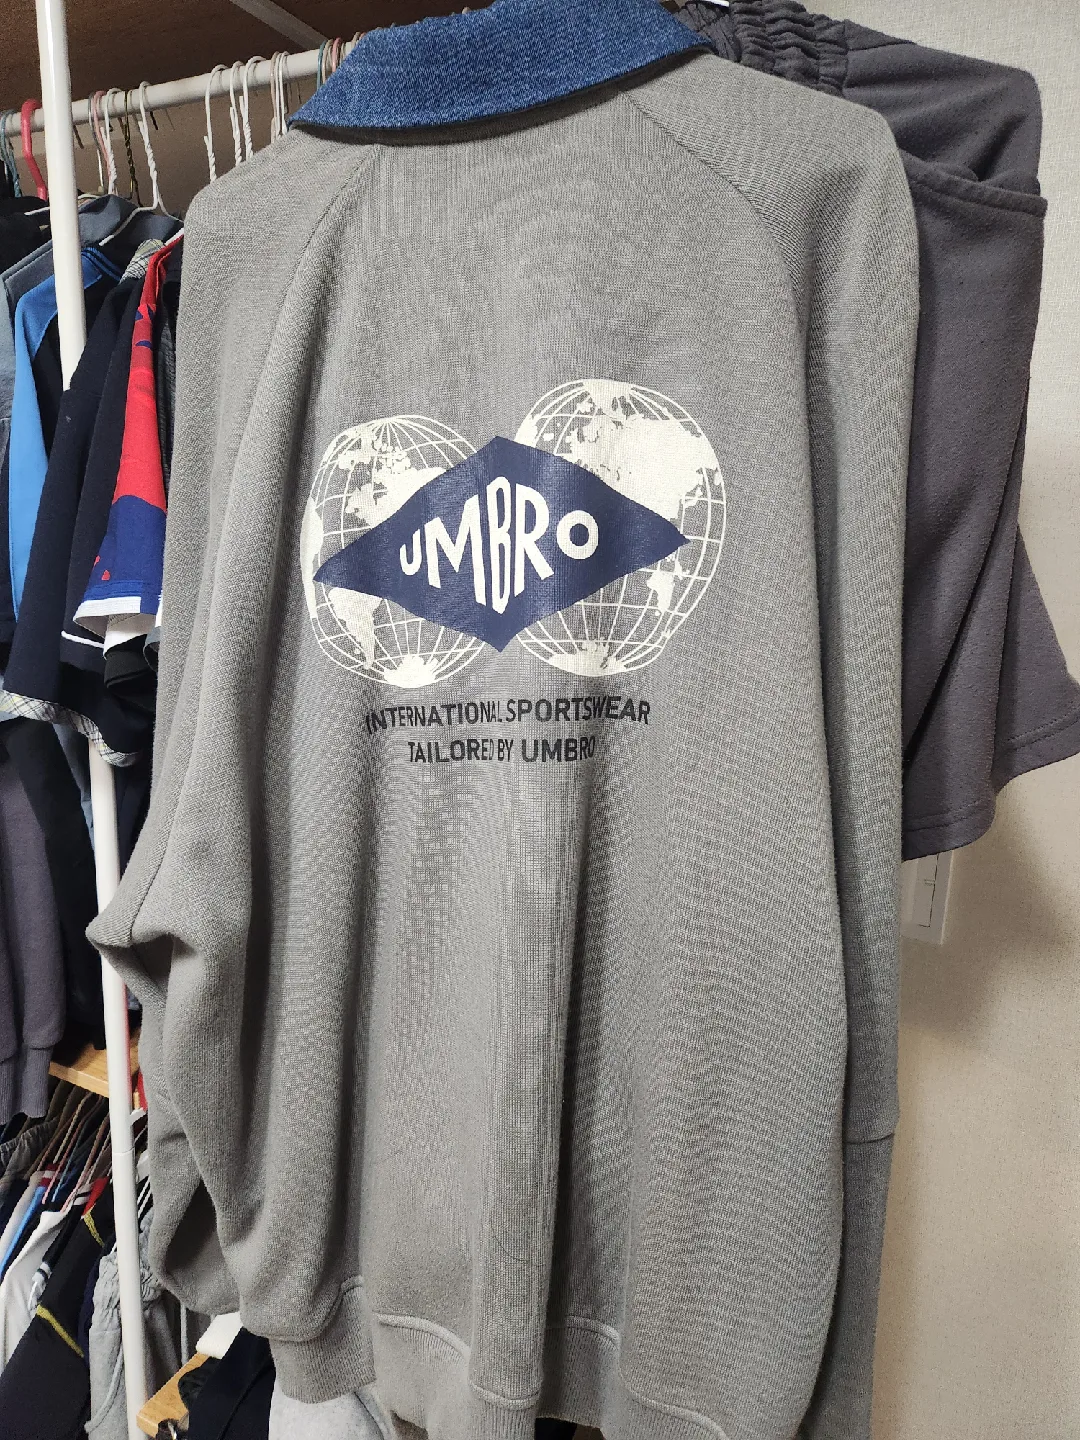 UMBRO
INTERNATIONAL SPORTSWEAR
TAILORED BY UMBRO